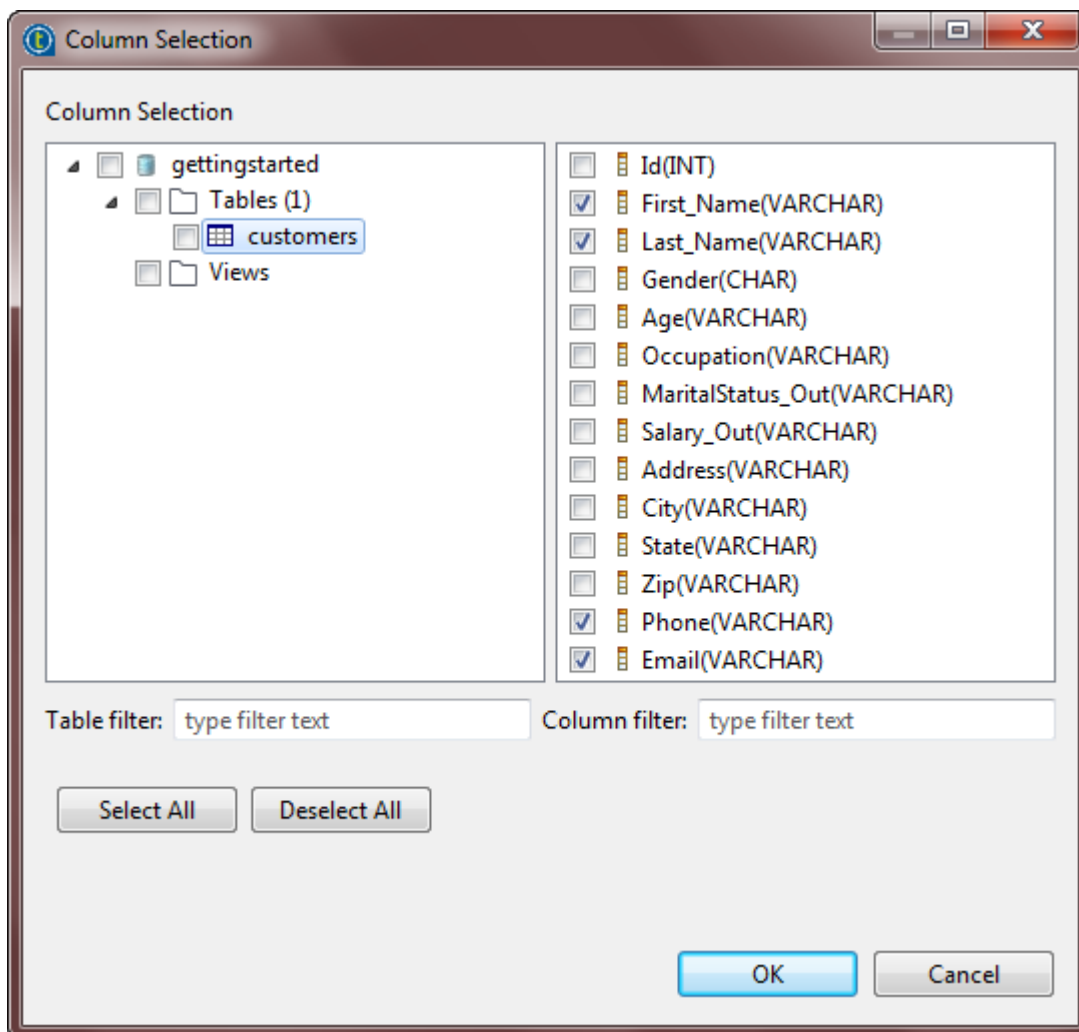 Column Selection
Column Selection
gettingstarted
Tables (1)
customers
Views
Id(INT)
First_Name(VARCHAR)
Last_Name(VARCHAR)
Gender(CHAR)
Age(VARCHAR)
Occupation(VARCHAR)
MaritalStatus_Out(VARCHAR)
Salary_Out(VARCHAR)
Address(VARCHAR)
City(VARCHAR)
State(VARCHAR)
Zip(VARCHAR)
Phone(VARCHAR)
Email(VARCHAR)
Table filter: type filter text
Column filter: type filter text
Select All
Deselect All
OK
Cancel